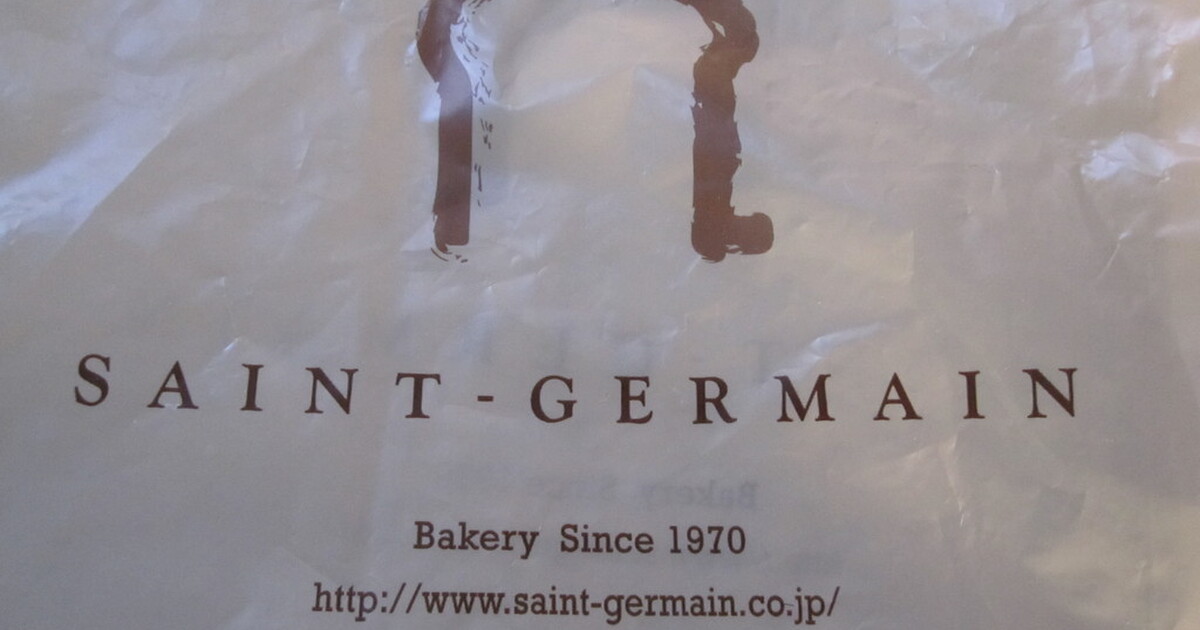 SAINT-GERMAIN
Bakery Since 1970
http://www.saint-germain.co.jp/